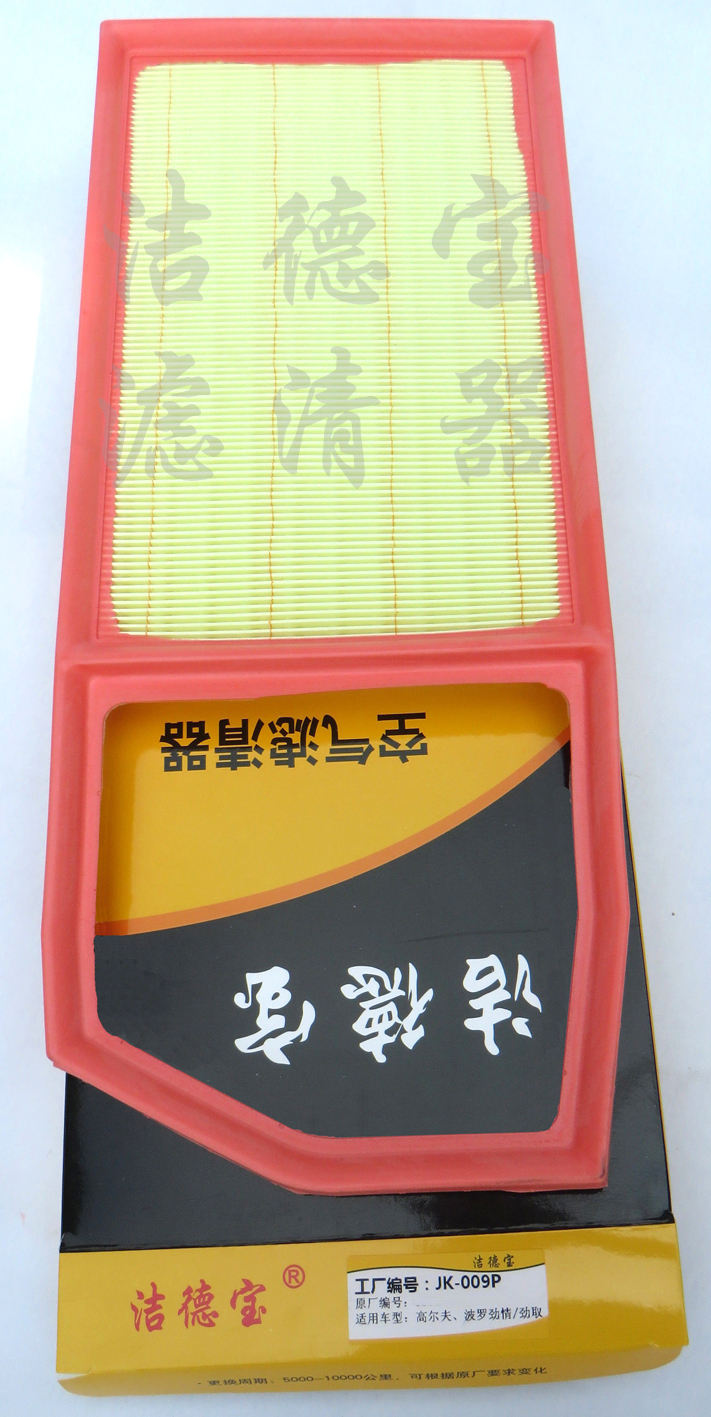 洁德宝
滤清器
空气滤清器
洁德宝
洁德宝®
洁德宝
工厂编号：JK-009P
原厂编号：
适用车型：高尔夫、波罗劲情/劲取
·更换周期：5000-10000公里，可根据原厂要求变化